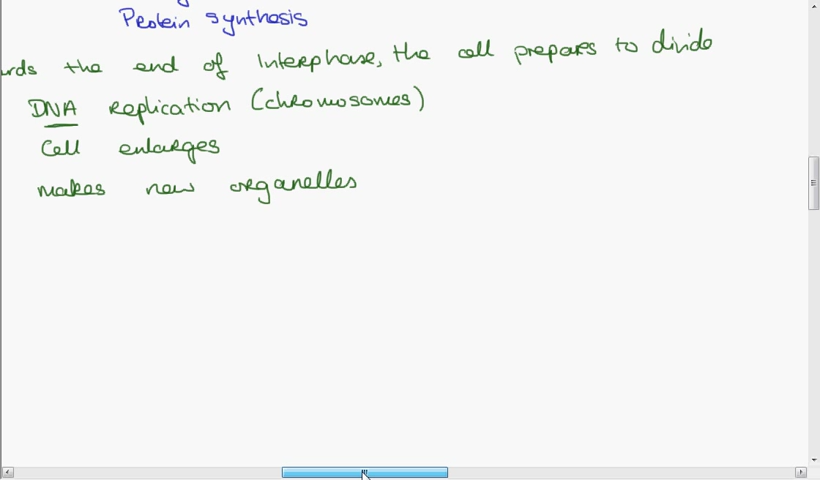 Protein synthesis
the end of Interphase, the cell prepares to divide
DNA Replication (chromosomes)
Cell enlarges
makes new organelles